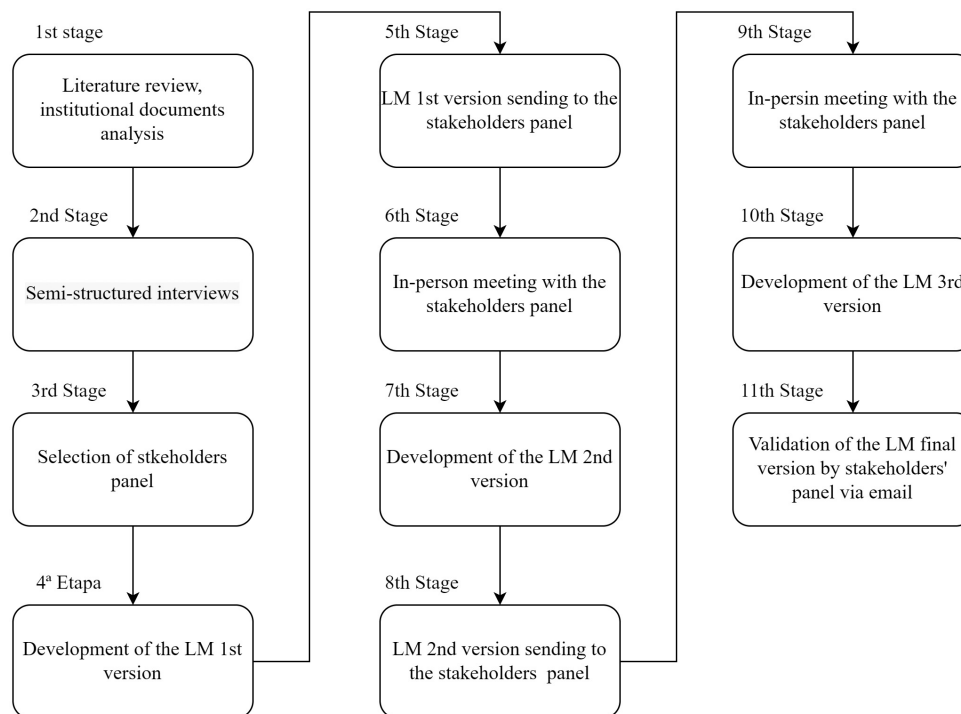 1st stage
Literature review,
institutional documents
analysis
2nd Stage
Semi-structured interviews
3rd Stage
Selection of stkeholders
panel
4ª Etapa
Development of the LM 1st
version
5th Stage
LM 1st version sending to the
stakeholders panel
6th Stage
In-person meeting with the
stakeholders panel
7th Stage
Development of the LM 2nd
version
8th Stage
LM 2nd version sending to
the stakeholders panel
9th Stage
In-persin meeting with the
stakeholders panel
10th Stage
Development of the LM 3rd
version
11th Stage
Validation of the LM final
version by stakeholders'
panel via email